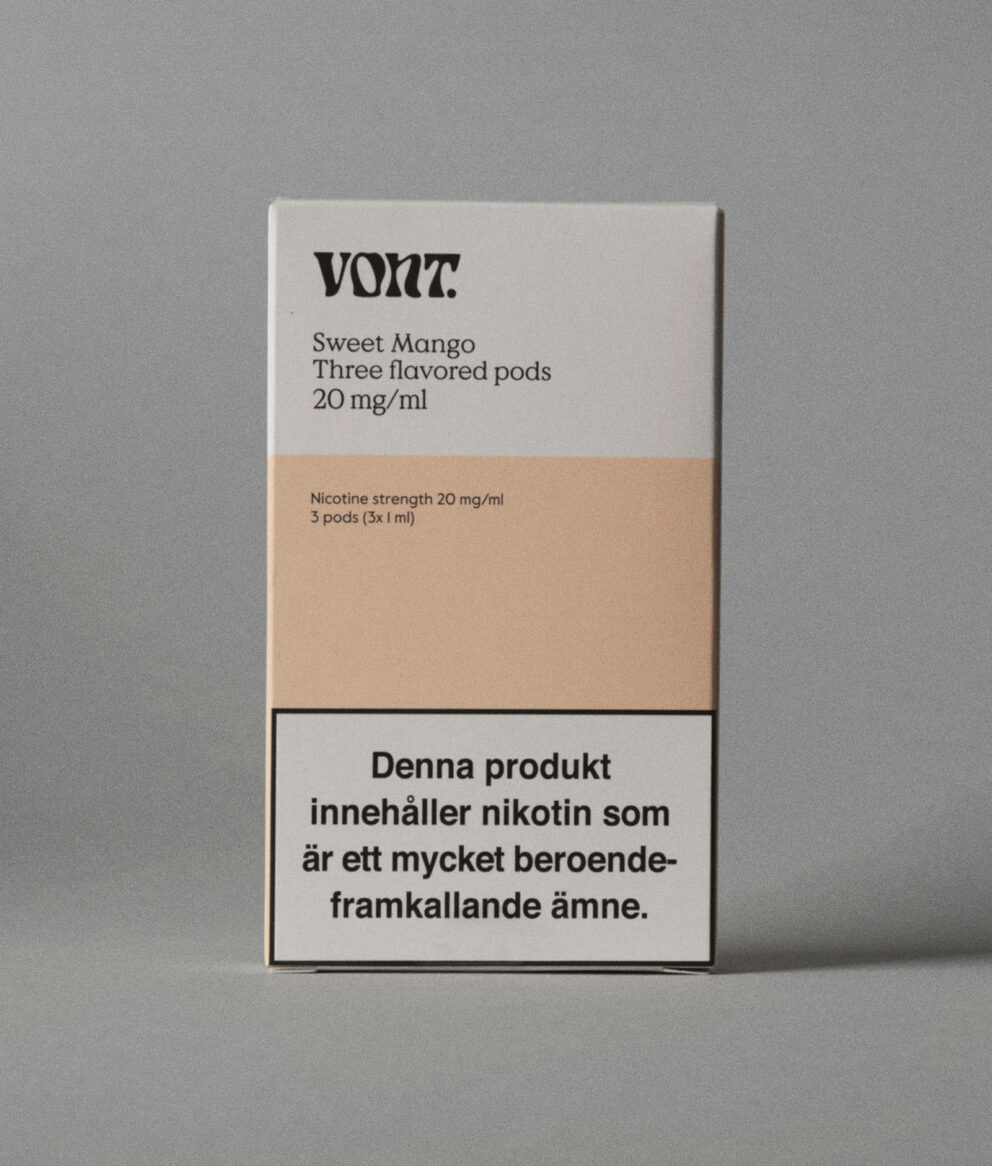 VONT.
Sweet Mango
Three flavored pods
20 mg/ml
Nicotine strength 20 mg/ml
3 pods (3x 1 ml)
Denna produkt
innehåller nikotin som
är ett mycket beroende-
framkallande ämne.